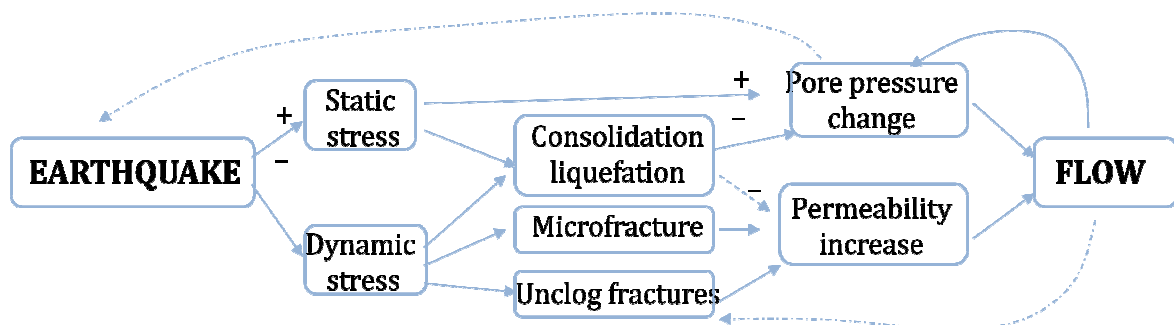 EARTHQUAKE
+
–
Static
stress
Dynamic
stress
Consolidation
liquefation
Microfracture
Unclog fractures
+
–
–
Pore pressure
change
Permeability
increase
FLOW